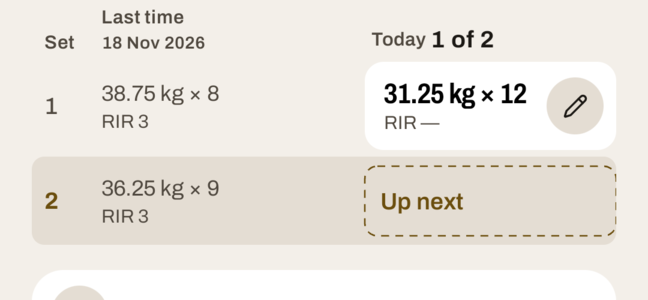 Last time
Set 18 Nov 2026 Today 1 of 2
1 38.75 kg × 8 31.25 kg × 12
RIR 3 RIR —
2 36.25 kg × 9 Up next
RIR 3